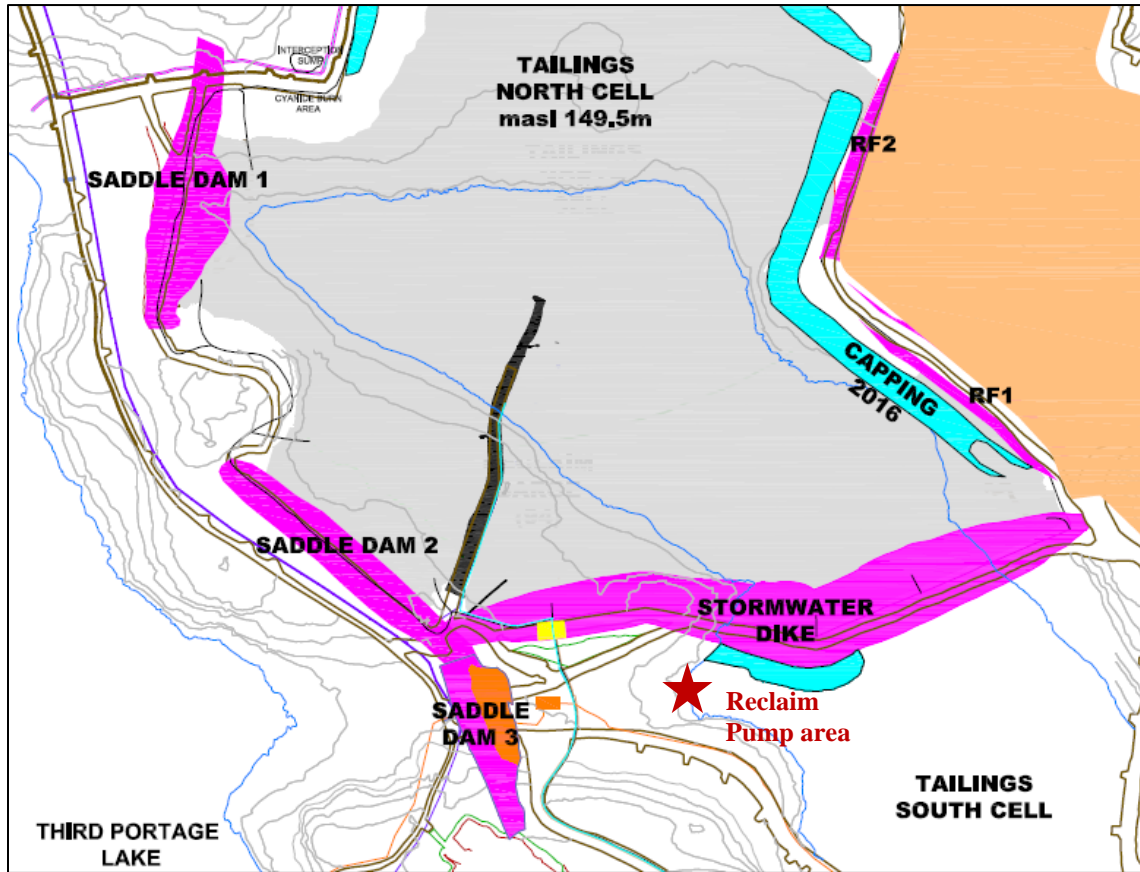 INTERCEPTION
SUMP
CYANIDE BURN
AREA
TAILINGS
NORTH CELL
masl 149.5m
RF2
SADDLE DAM 1
CAPPING
2016
RF1
SADDLE DAM 2
STORMWATER
DIKE
SADDLE
DAM 3
Reclaim
Pump area
TAILINGS
SOUTH CELL
THIRD PORTAGE
LAKE